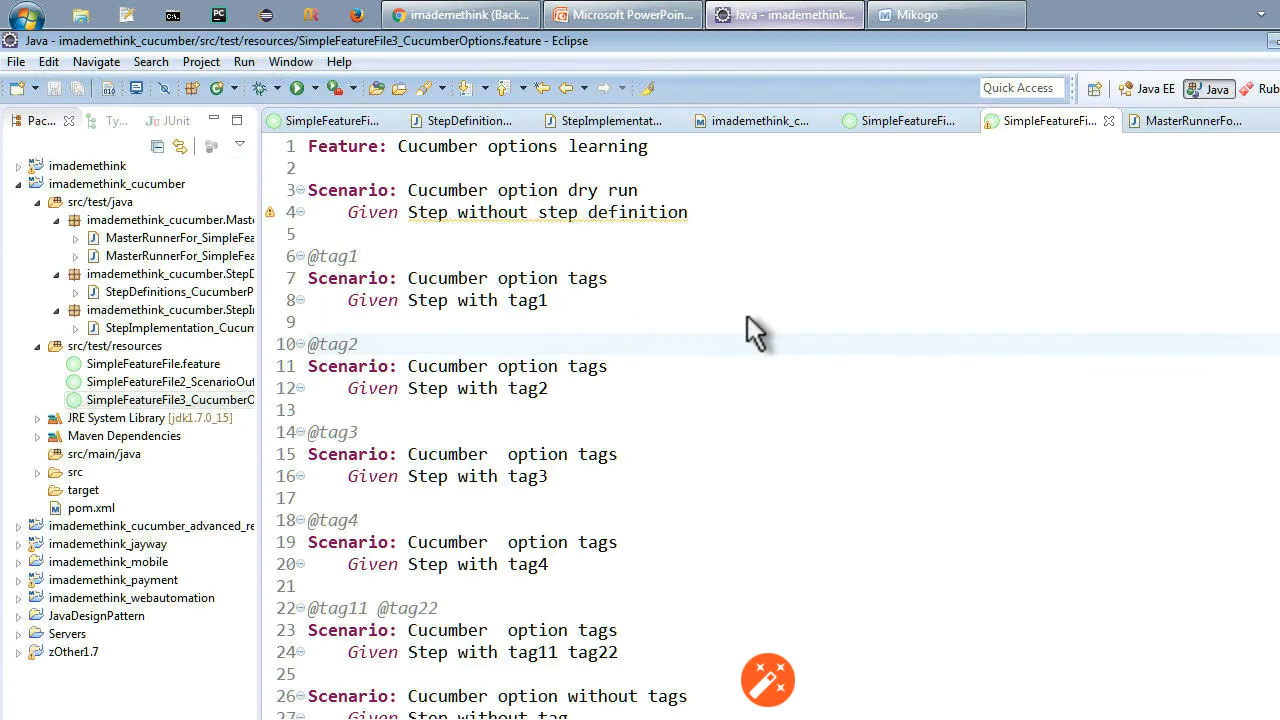 imademethink (Back...
Microsoft PowerPoin...
Java - imademethink...
Mikogo
Java - imademethink_cucumber/src/test/resources/SimpleFeatureFile3_CucumberOptions.feature - Eclipse
File Edit Navigate Search Project Run Window Help
Quick Access
Java EE
Java
Rub
Pac...
Ty...
JUnit
SimpleFeatureFi...
StepDefinition...
StepImplementat...
imademethink_c...
SimpleFeatureFi...
SimpleFeatureFi...
MasterRunnerFo...
imademethink
imademethink_cucumber
src/test/java
imademethink_cucumber.Mast
MasterRunnerFor_SimpleFea
MasterRunnerFor_SimpleFea
imademethink_cucumber.StepD
StepDefinitions_CucumberP
imademethink_cucumber.StepI
StepImplementation_Cucum
src/test/resources
SimpleFeatureFile.feature
SimpleFeatureFile2_ScenarioOut
SimpleFeatureFile3_CucumberO
JRE System Library [jdk1.7.0_15]
Maven Dependencies
src/main/java
src
target
pom.xml
imademethink_cucumber_advanced_re
imademethink_jayway
imademethink_mobile
imademethink_payment
imademethink_webautomation
JavaDesignPattern
Servers
zOther1.7
1 Feature: Cucumber options learning
2
3 Scenario: Cucumber option dry run
4 Given Step without step definition
5
6 @tag1
7 Scenario: Cucumber option tags
8 Given Step with tag1
9
10 @tag2
11 Scenario: Cucumber option tags
12 Given Step with tag2
13
14 @tag3
15 Scenario: Cucumber  option tags
16 Given Step with tag3
17
18 @tag4
19 Scenario: Cucumber  option tags
20 Given Step with tag4
21
22 @tag11 @tag22
23 Scenario: Cucumber  option tags
24 Given Step with tag11 tag22
25
26 Scenario: Cucumber option without tags
27 Given Step without tag